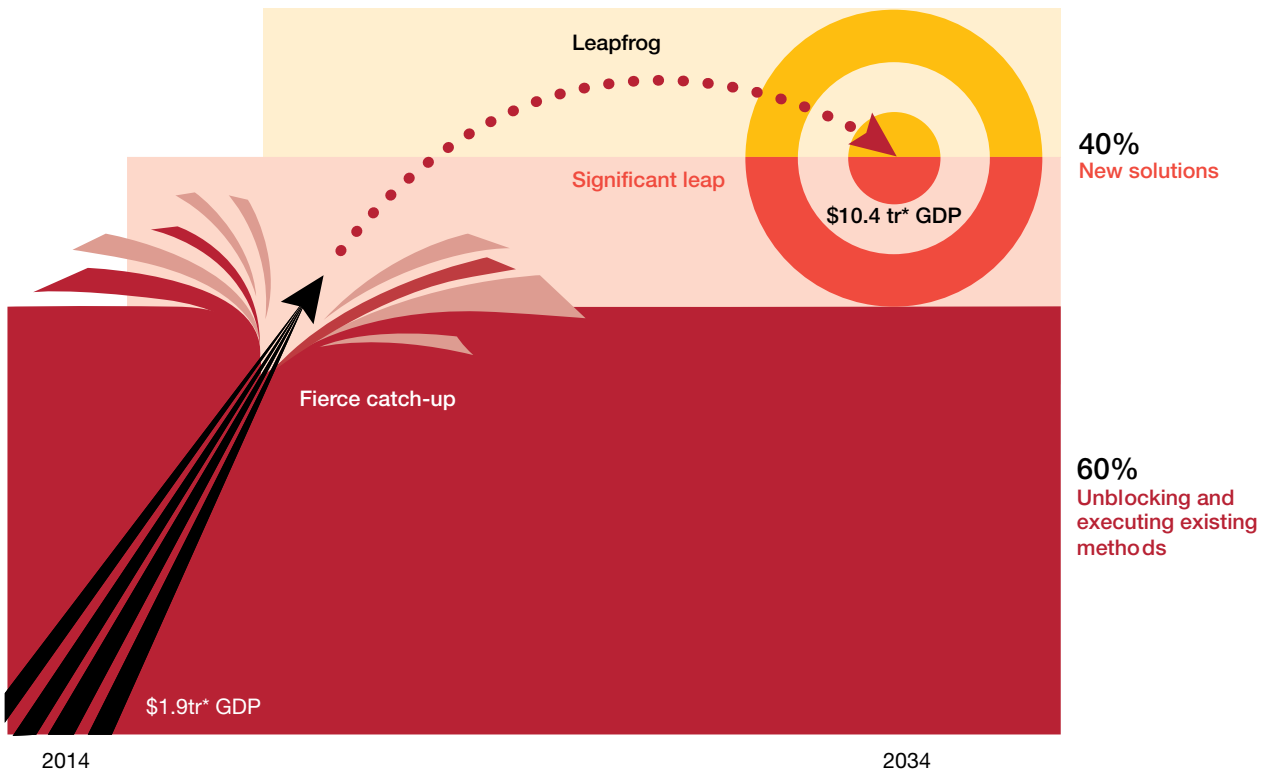 Leapfrog
40%
New solutions
Significant leap
$10.4 tr* GDP
Fierce catch-up
60%
Unblocking and
executing existing
methods
$1.9tr* GDP
2014
2034